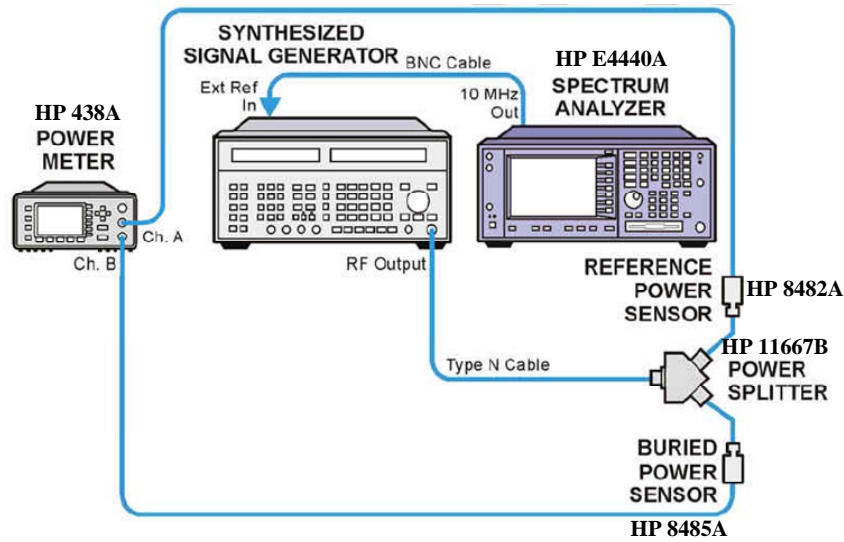 SYNTHESIZED
SIGNAL GENERATOR
BNC Cable
HP E4440A
SPECTRUM
ANALYZER
Ext Ref
In
10 MHz
Out
HP 438A
POWER
METER
Ch. A
Ch. B
RF Output
REFERENCE
POWER
SENSOR
HP 8482A
HP 11667B
POWER
SPLITTER
Type N Cable
BURIED
POWER
SENSOR
HP 8485A